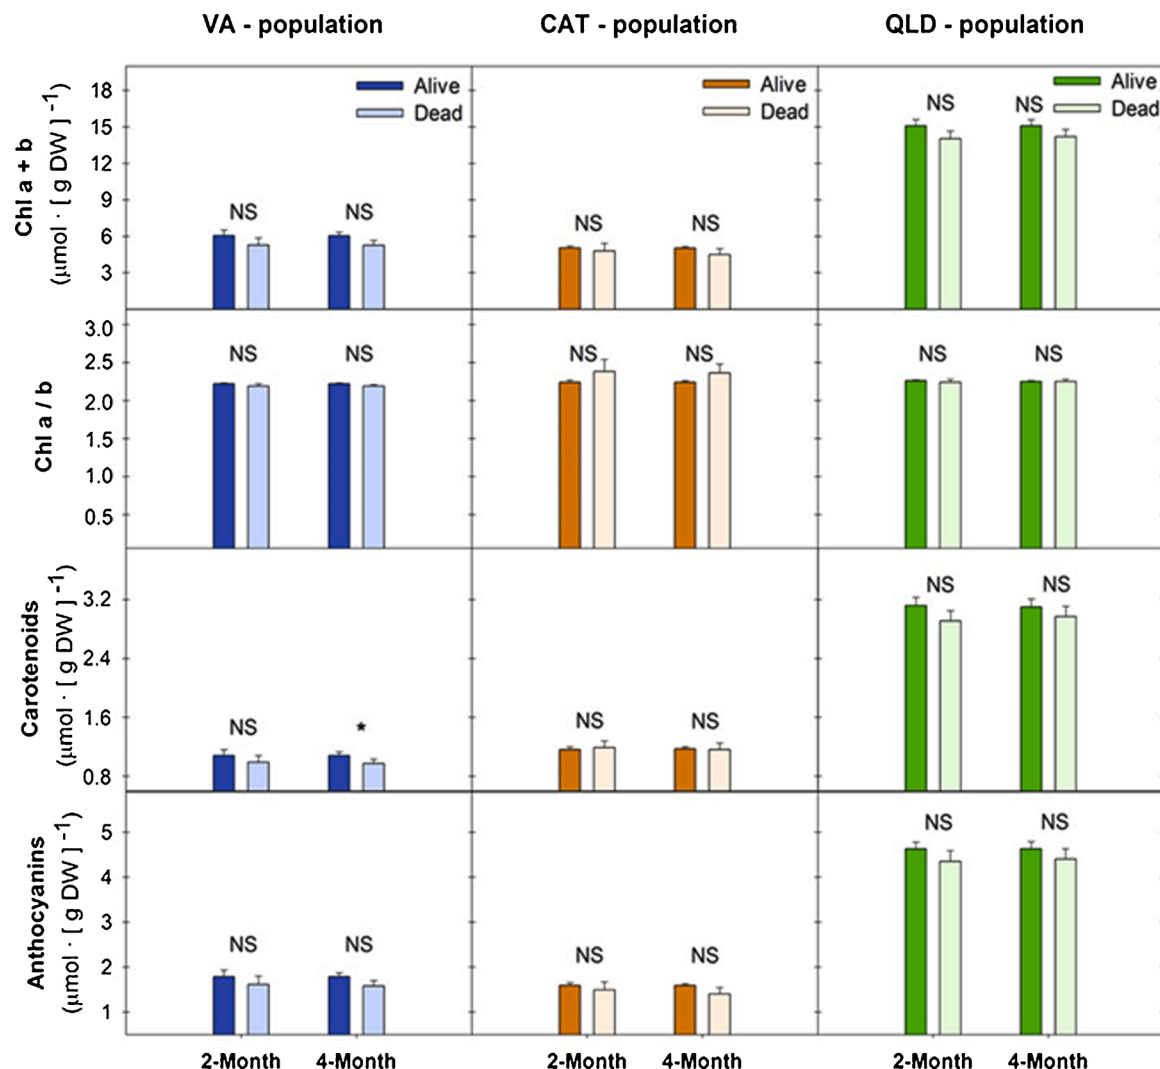 VA - population CAT - population QLD - population
Alive
Dead
Alive
Dead
Alive
Dead
Chl a + b
(μmol · [ g DW ] -1)
18
15
12
9
6
3
NS NS NS NS NS NS
Chl a / b
3.0
2.5
2.0
1.5
1.0
0.5
NS NS NS NS NS NS
Carotenoids
(μmol · [ g DW ] -1)
3.2
2.4
1.6
0.8
NS * NS NS NS NS
Anthocyanins
(μmol · [ g DW ] -1)
5
4
3
2
1
NS NS NS NS NS NS
2-Month 4-Month 2-Month 4-Month 2-Month 4-Month